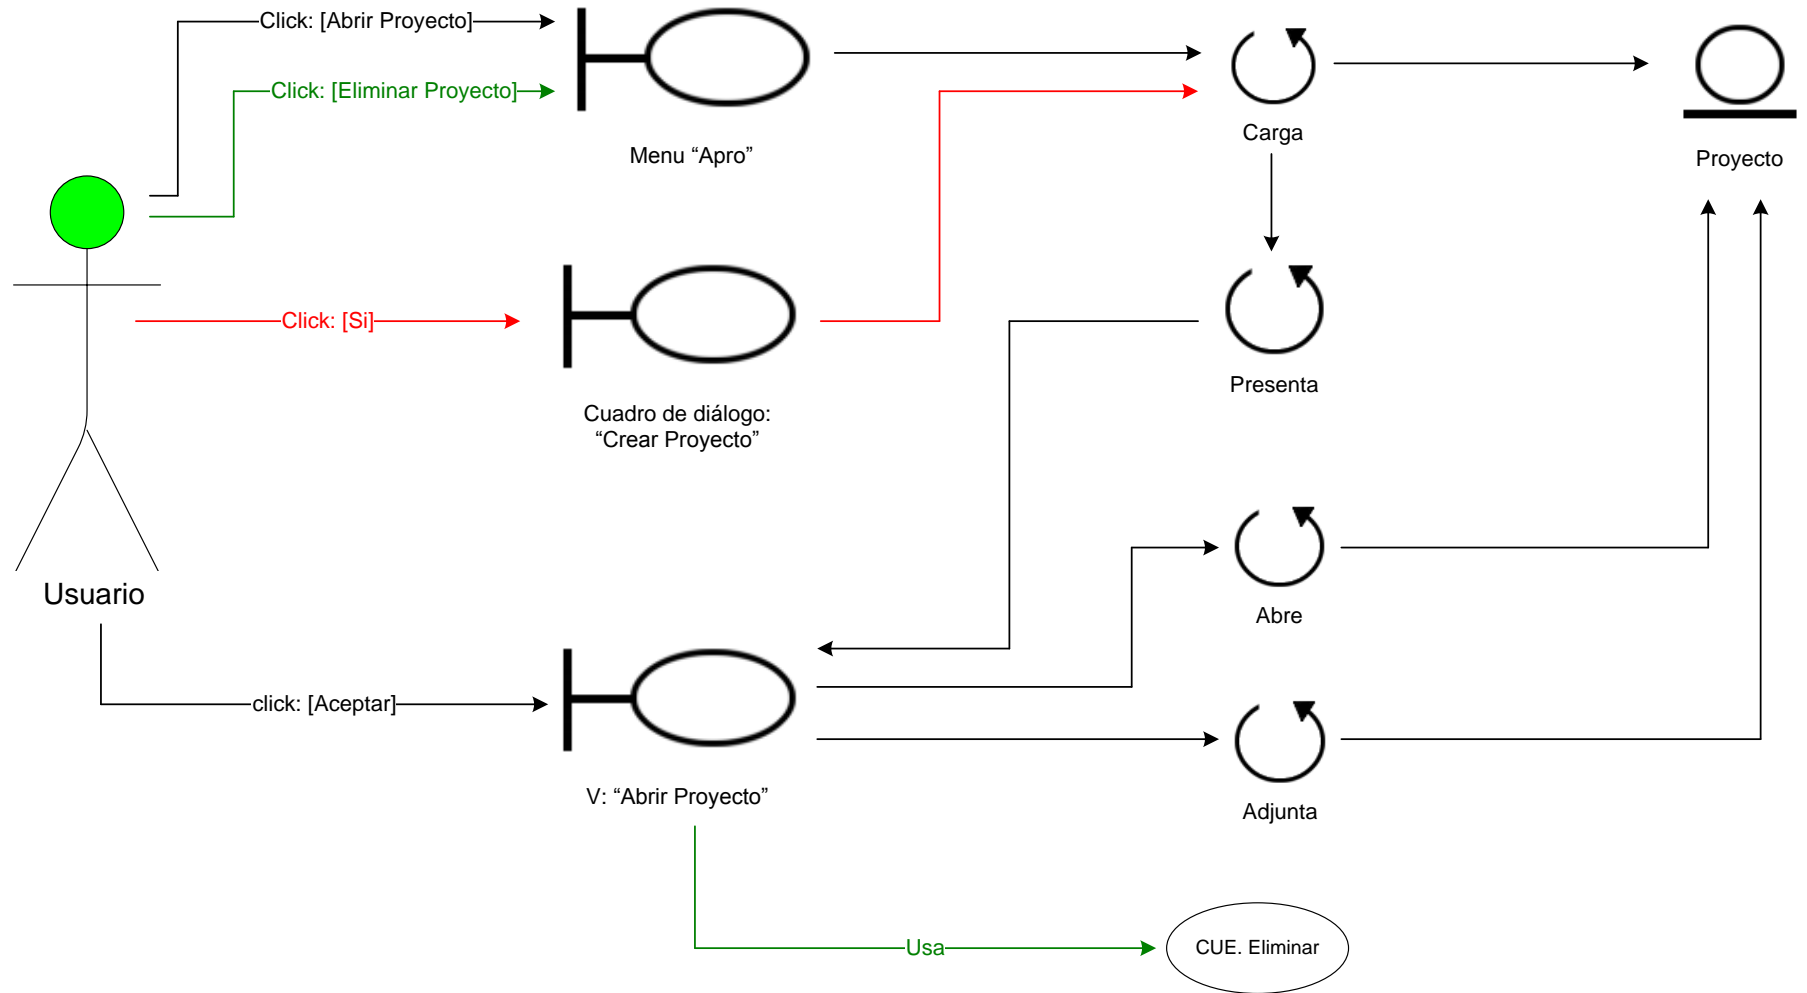 Click: [Abrir Proyecto]
Click: [Eliminar Proyecto]
Menu “Apro”
Carga
Proyecto
Click: [Si]
Cuadro de diálogo:
“Crear Proyecto”
Presenta
Usuario
Abre
click: [Aceptar]
V: “Abrir Proyecto”
Adjunta
Usa
CUE. Eliminar